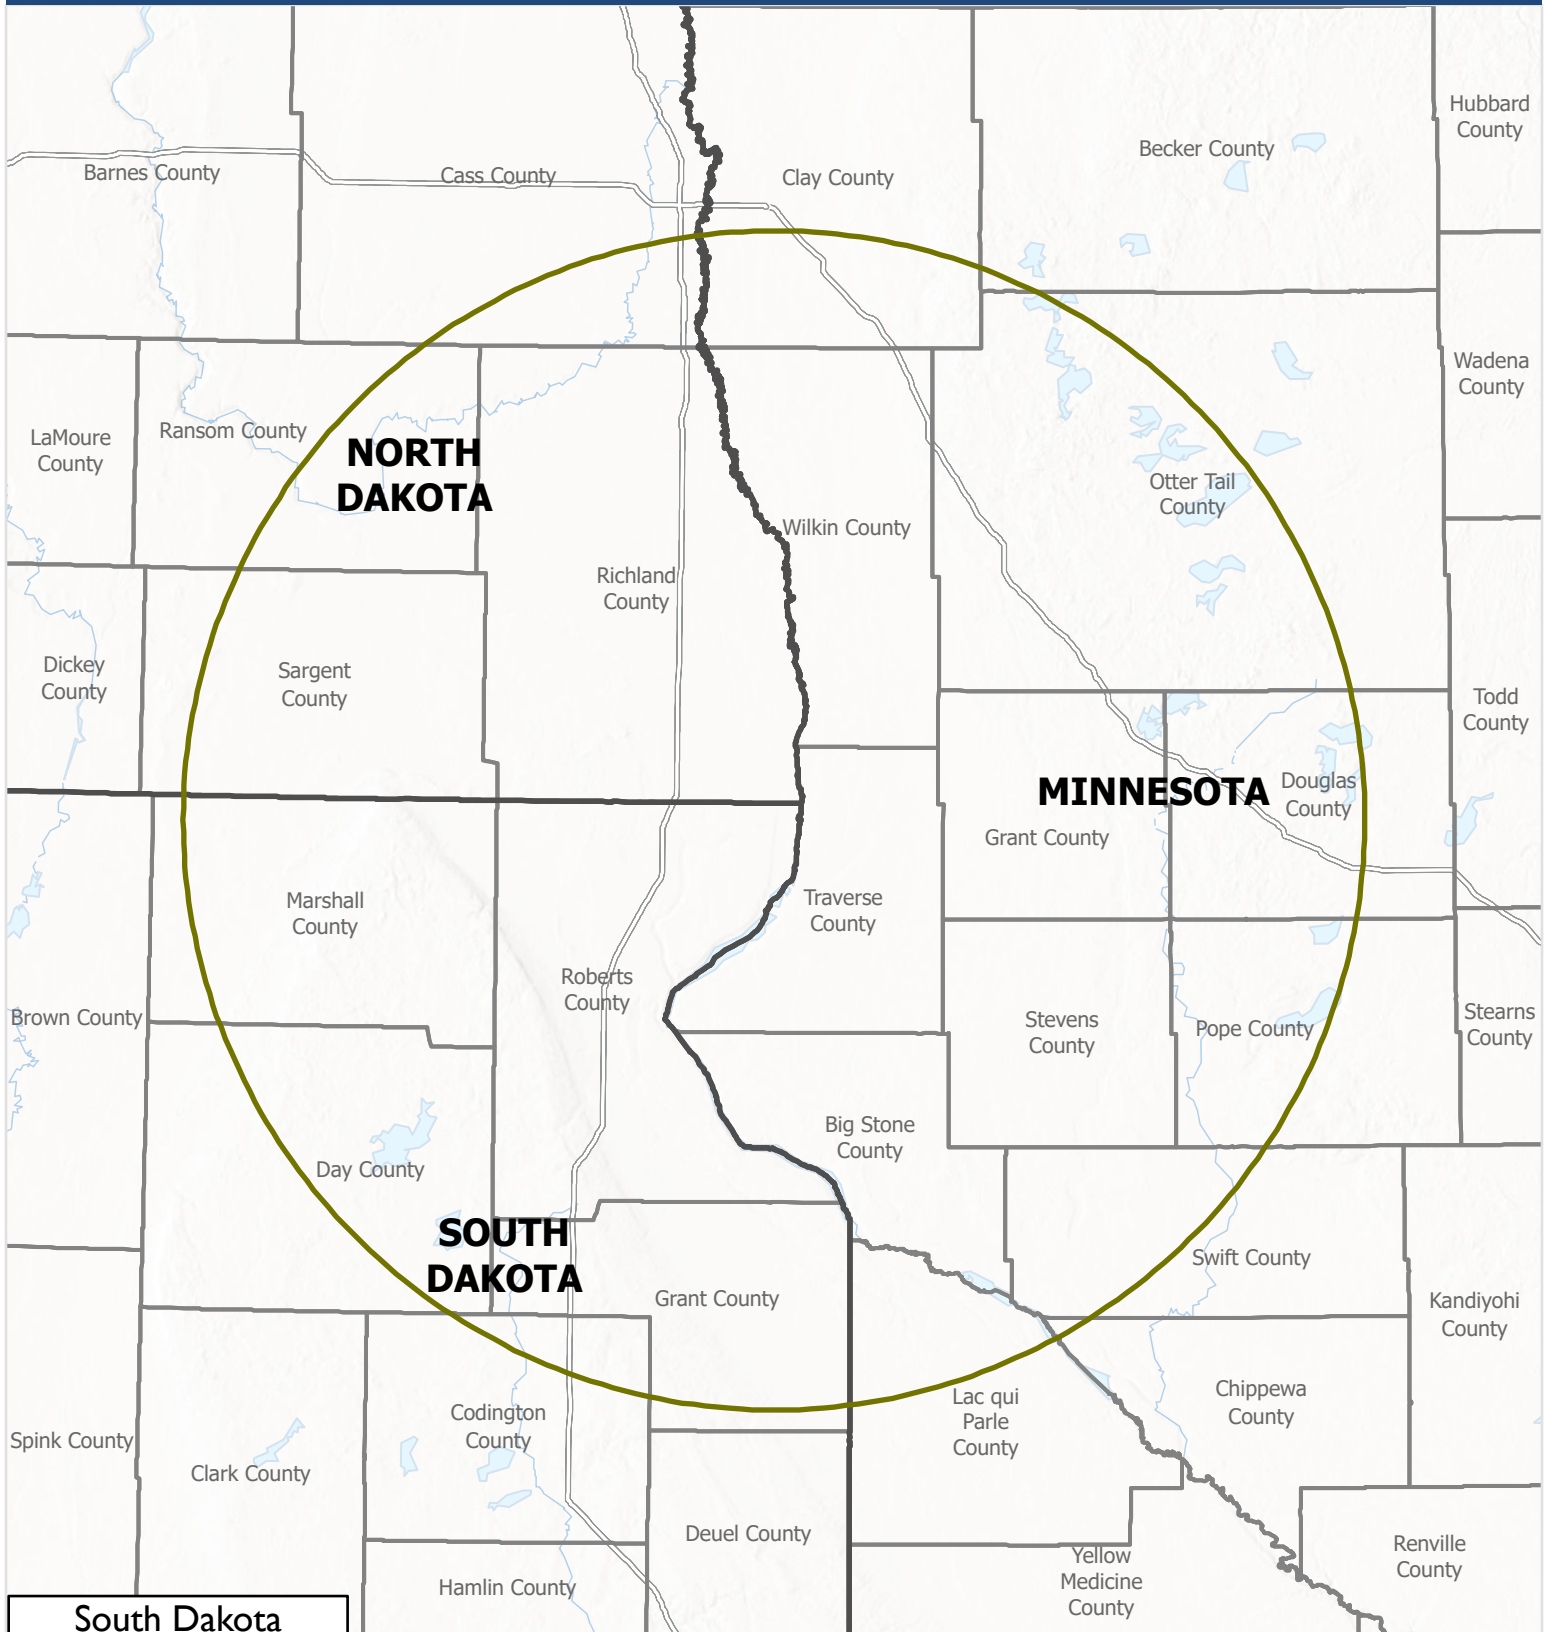 Hubbard
County
Becker County
Barnes County
Cass County
Clay County
Wadena
County
LaMoure
County
Ransom County
NORTH
DAKOTA
Otter Tail
County
Wilkin County
Richland
County
Dickey
County
Sargent
County
Todd
County
MINNESOTA
Douglas
County
Grant County
Marshall
County
Traverse
County
Roberts
County
Brown County
Stevens
County
Pope County
Stearns
County
Big Stone
County
Day County
SOUTH
DAKOTA
Swift County
Grant County
Kandiyohi
County
Lac qui
Parle
County
Chippewa
County
Codington
County
Spink County
Clark County
Deuel County
Renville
County
Yellow
Medicine
County
Hamlin County
South Dakota